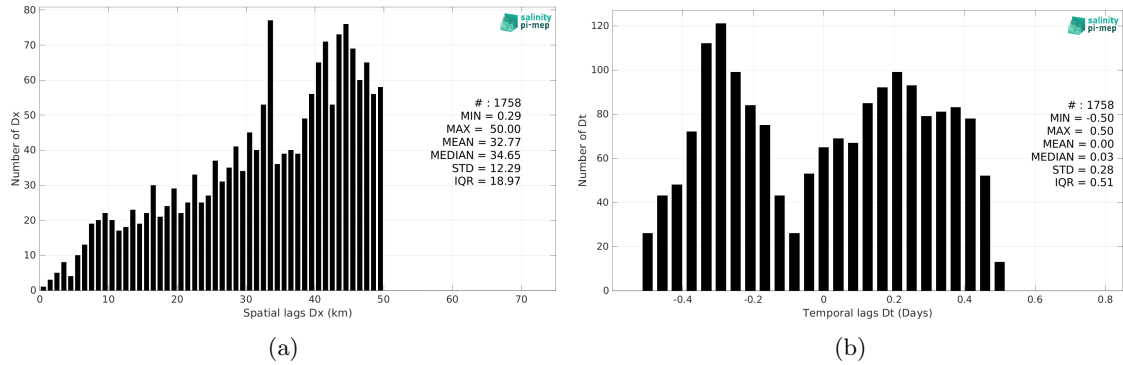 80
70
60
50
40
30
20
10
0
Number of Dx
0 10 20 30 40 50 60 70
Spatial lags Dx (km)
salinity
pi-mep
# : 1758
MIN = 0.29
MAX = 50.00
MEAN = 32.77
MEDIAN = 34.65
STD = 12.29
IQR = 18.97
(a)
120
100
80
60
40
20
0
Number of Dt
-0.4 -0.2 0 0.2 0.4 0.6 0.8
Temporal lags Dt (Days)
salinity
pi-mep
# : 1758
MIN = -0.50
MAX = 0.50
MEAN = 0.00
MEDIAN = 0.03
STD = 0.28
IQR = 0.51
(b)